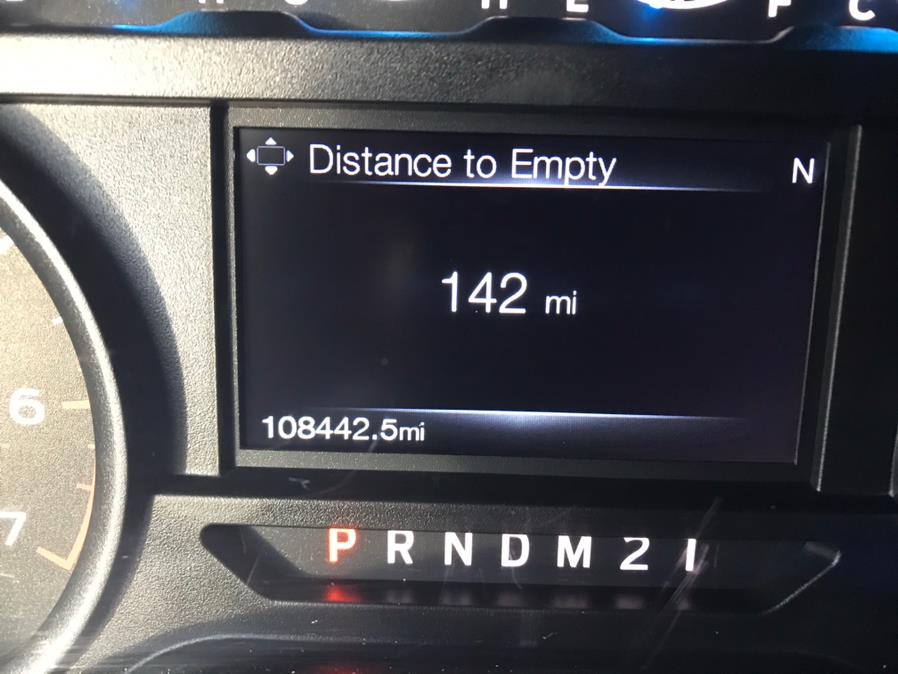 H E F C
Distance to Empty N
142 mi
108442.5mi
6
7
P R N D M 2 1